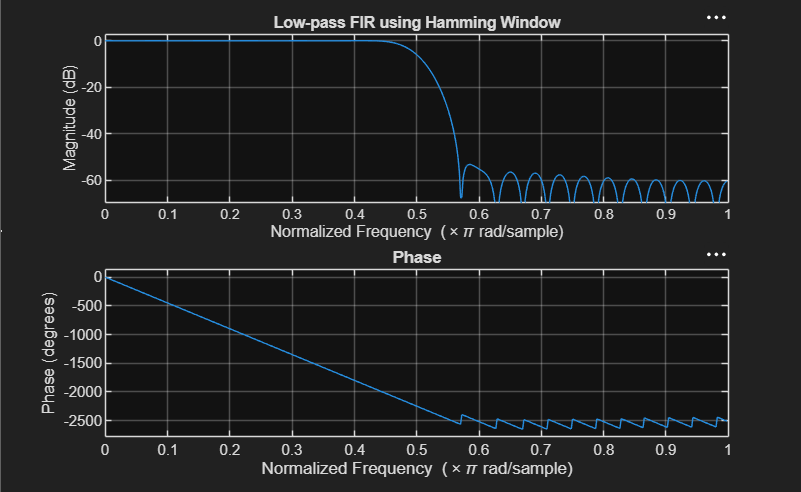 Low-pass FIR using Hamming Window
Magnitude (dB)
0
-20
-40
-60
0 0.1 0.2 0.3 0.4 0.5 0.6 0.7 0.8 0.9 1
Normalized Frequency (× π rad/sample)
Phase
Phase (degrees)
0
-500
-1000
-1500
-2000
-2500
0 0.1 0.2 0.3 0.4 0.5 0.6 0.7 0.8 0.9 1
Normalized Frequency (× π rad/sample)